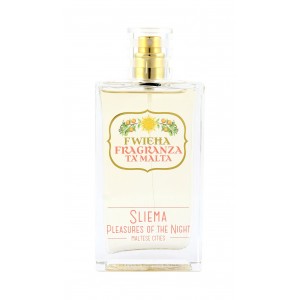 FWIEĦA
FRAGRANZA
TA' MALTA
SLIEMA
PLEASURES OF THE NIGHT
MALTESE CITIES